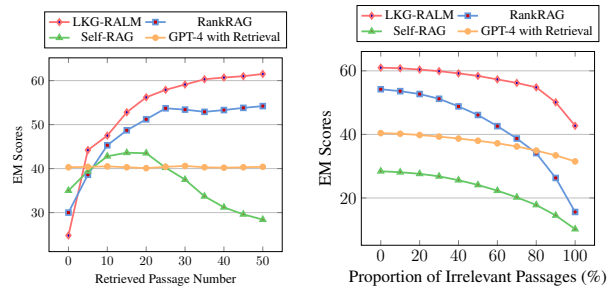 LKG-RALM RankRAG
Self-RAG GPT-4 with Retrieval
60
50
40
30
EM Scores
0 10 20 30 40 50
Retrieved Passage Number
LKG-RALM RankRAG
Self-RAG GPT-4 with Retrieval
60
40
20
EM Scores
0 20 40 60 80 100
Proportion of Irrelevant Passages (%)